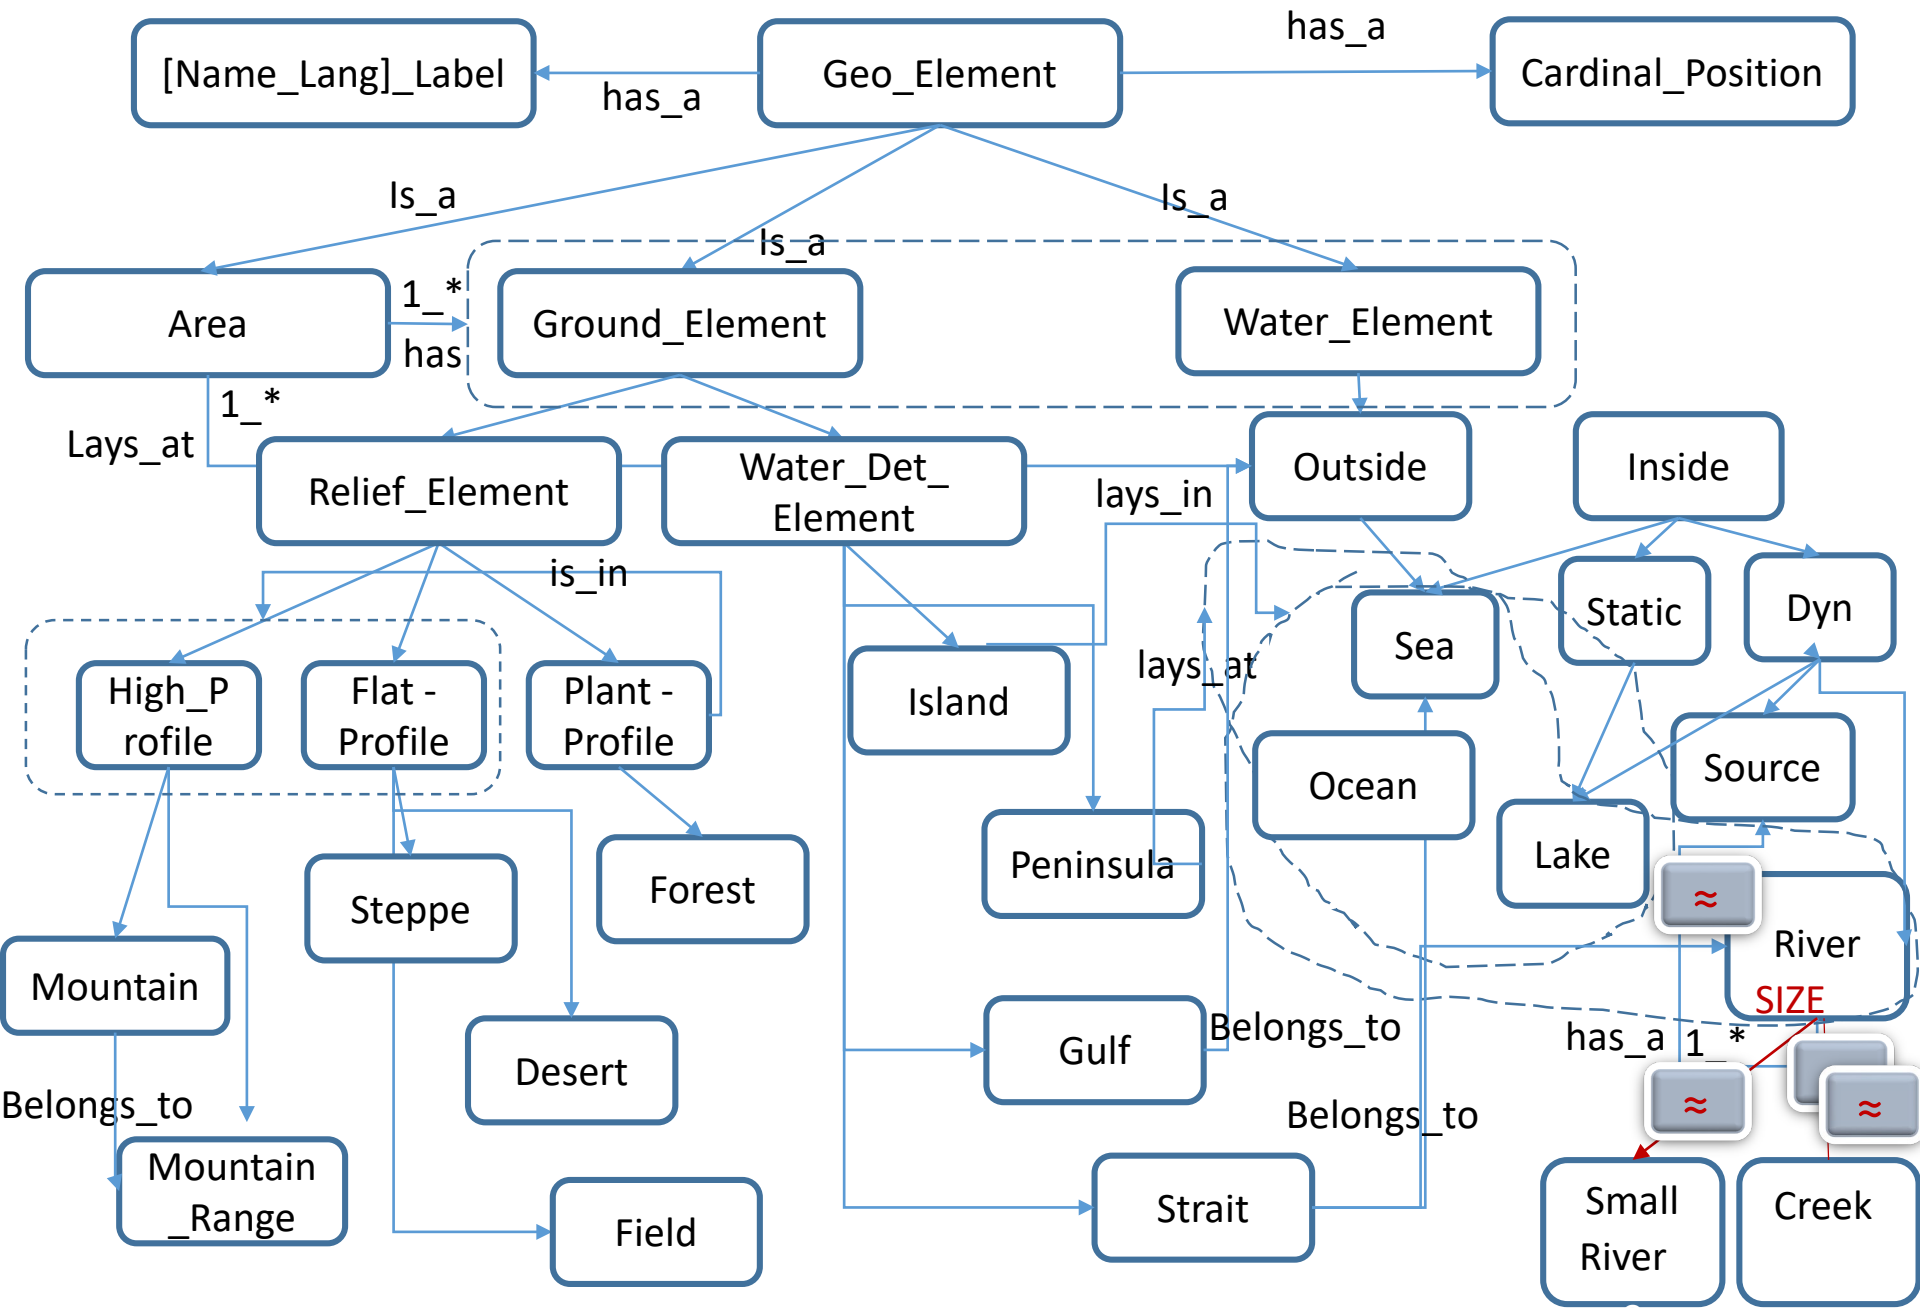 has_a
[Name_Lang]_Label
Geo_Element
Cardinal_Position
has_a
Is_a
Is_a
Is_a
1_*
Area
Ground_Element
Water_Element
has
1_*
Lays_at
Relief_Element
Water_Det_
Element
Outside
Inside
lays_in
is_in
Static
Dyn
Sea
lays_at
High_P
rofile
Flat -
Profile
Plant -
Profile
Island
Source
Ocean
Peninsula
Lake
Forest
Steppe
≈
River
Mountain
SIZE
Belongs_to
has_a
1_*
Gulf
Desert
Belongs_to
Belongs_to
≈
≈
Mountain
_Range
Strait
Small
River
Creek
Field